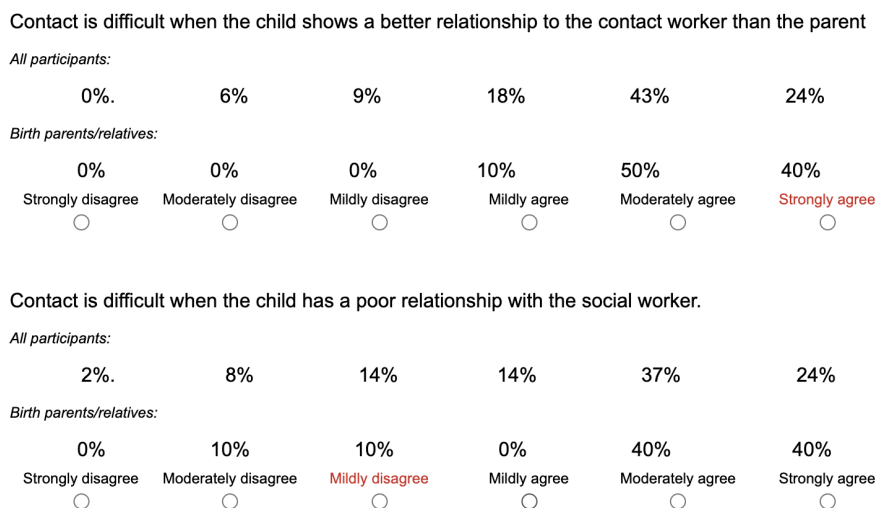 Contact is difficult when the child shows a better relationship to the contact worker than the parent
All participants:
0%. 6% 9% 18% 43% 24%
Birth parents/relatives:
0% 0% 0% 10% 50% 40%
Strongly disagree Moderately disagree Mildly disagree Mildly agree Moderately agree Strongly agree
Contact is difficult when the child has a poor relationship with the social worker.
All participants:
2%. 8% 14% 14% 37% 24%
Birth parents/relatives:
0% 10% 10% 0% 40% 40%
Strongly disagree Moderately disagree Mildly disagree Mildly agree Moderately agree Strongly agree